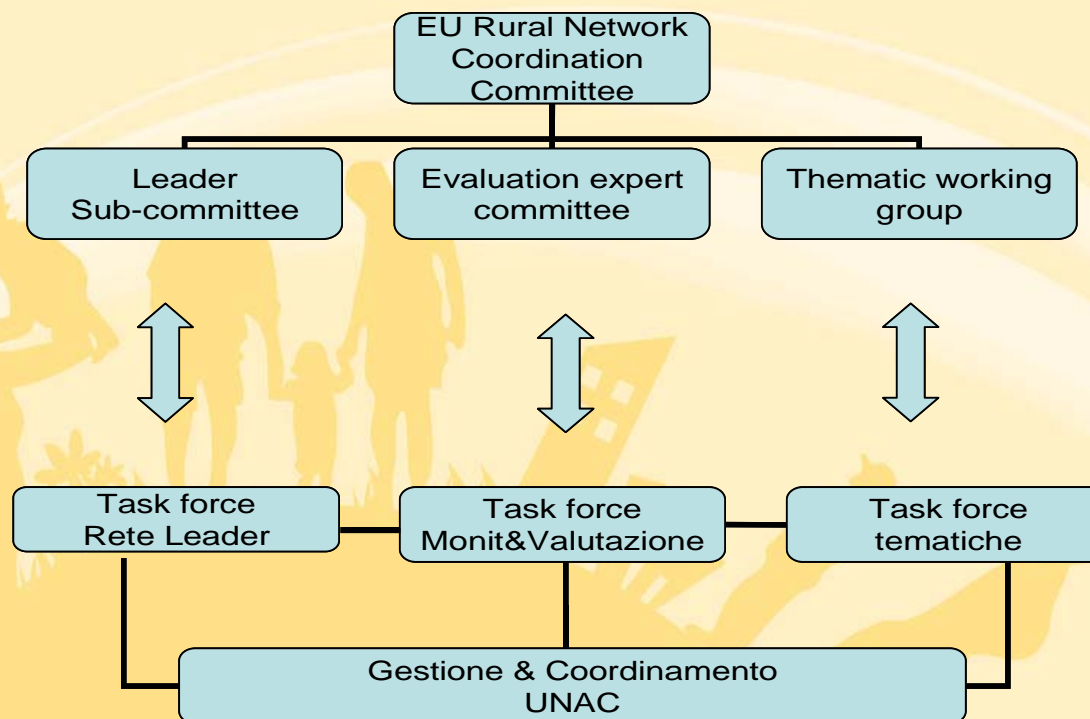 EU Rural Network
Coordination
Committee
Leader
Sub-committee
Evaluation expert
committee
Thematic working
group
Task force
Rete Leader
Task force
Monit&Valutazione
Task force
tematiche
Gestione & Coordinamento
UNAC